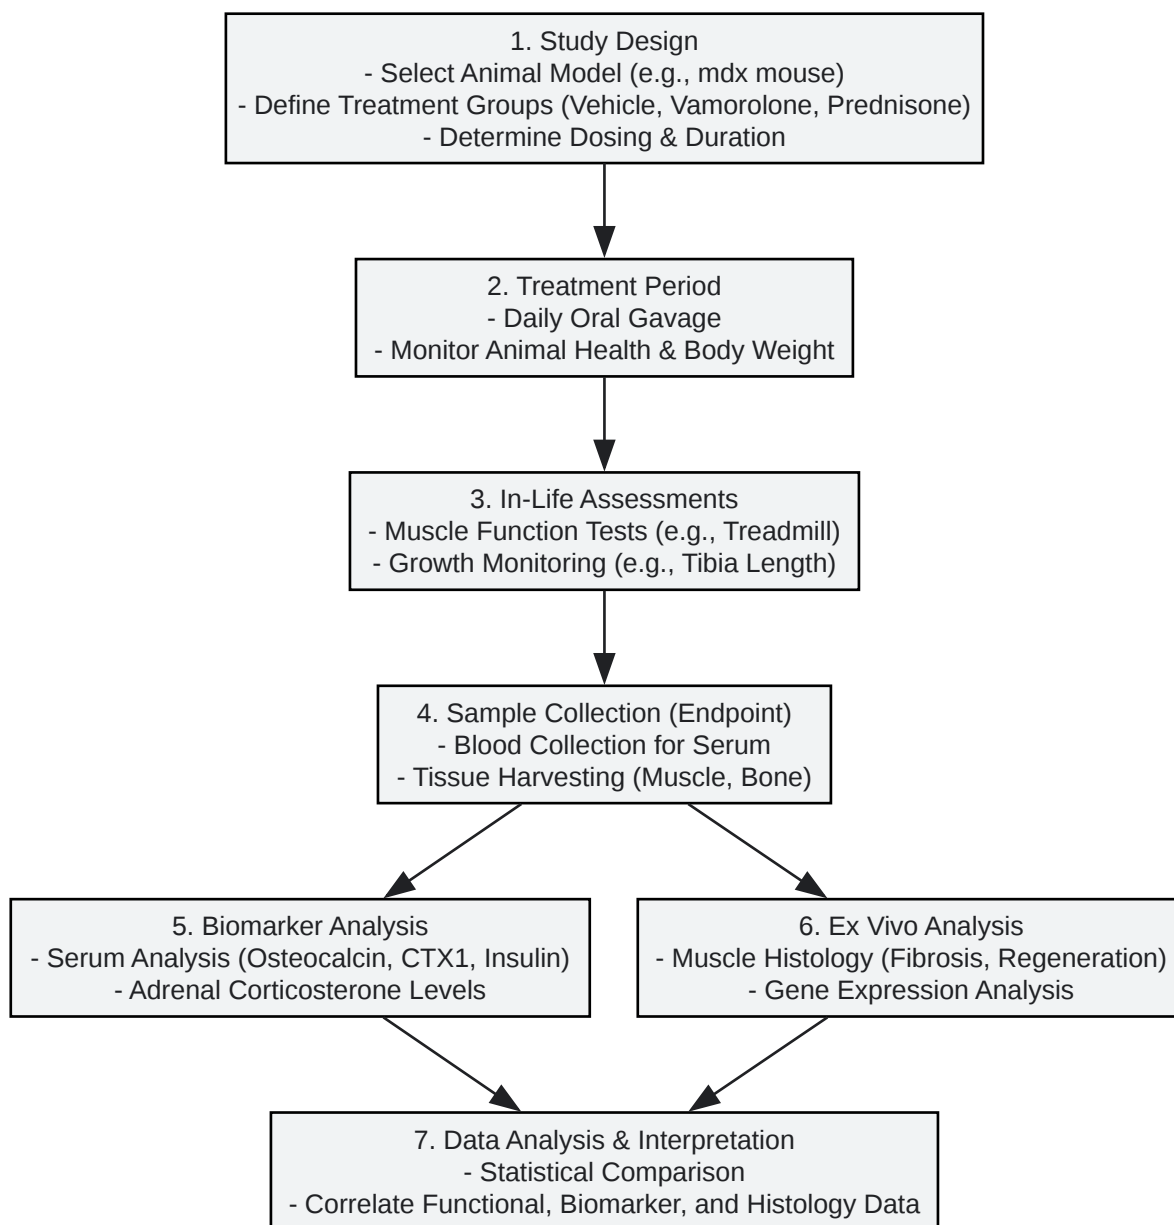 1. Study Design
- Select Animal Model (e.g., mdx mouse)
- Define Treatment Groups (Vehicle, Vamorolone, Prednisone)
- Determine Dosing & Duration
2. Treatment Period
- Daily Oral Gavage
- Monitor Animal Health & Body Weight
3. In-Life Assessments
- Muscle Function Tests (e.g., Treadmill)
- Growth Monitoring (e.g., Tibia Length)
4. Sample Collection (Endpoint)
- Blood Collection for Serum
- Tissue Harvesting (Muscle, Bone)
5. Biomarker Analysis
- Serum Analysis (Osteocalcin, CTX1, Insulin)
- Adrenal Corticosterone Levels
6. Ex Vivo Analysis
- Muscle Histology (Fibrosis, Regeneration)
- Gene Expression Analysis
7. Data Analysis & Interpretation
- Statistical Comparison
- Correlate Functional, Biomarker, and Histology Data